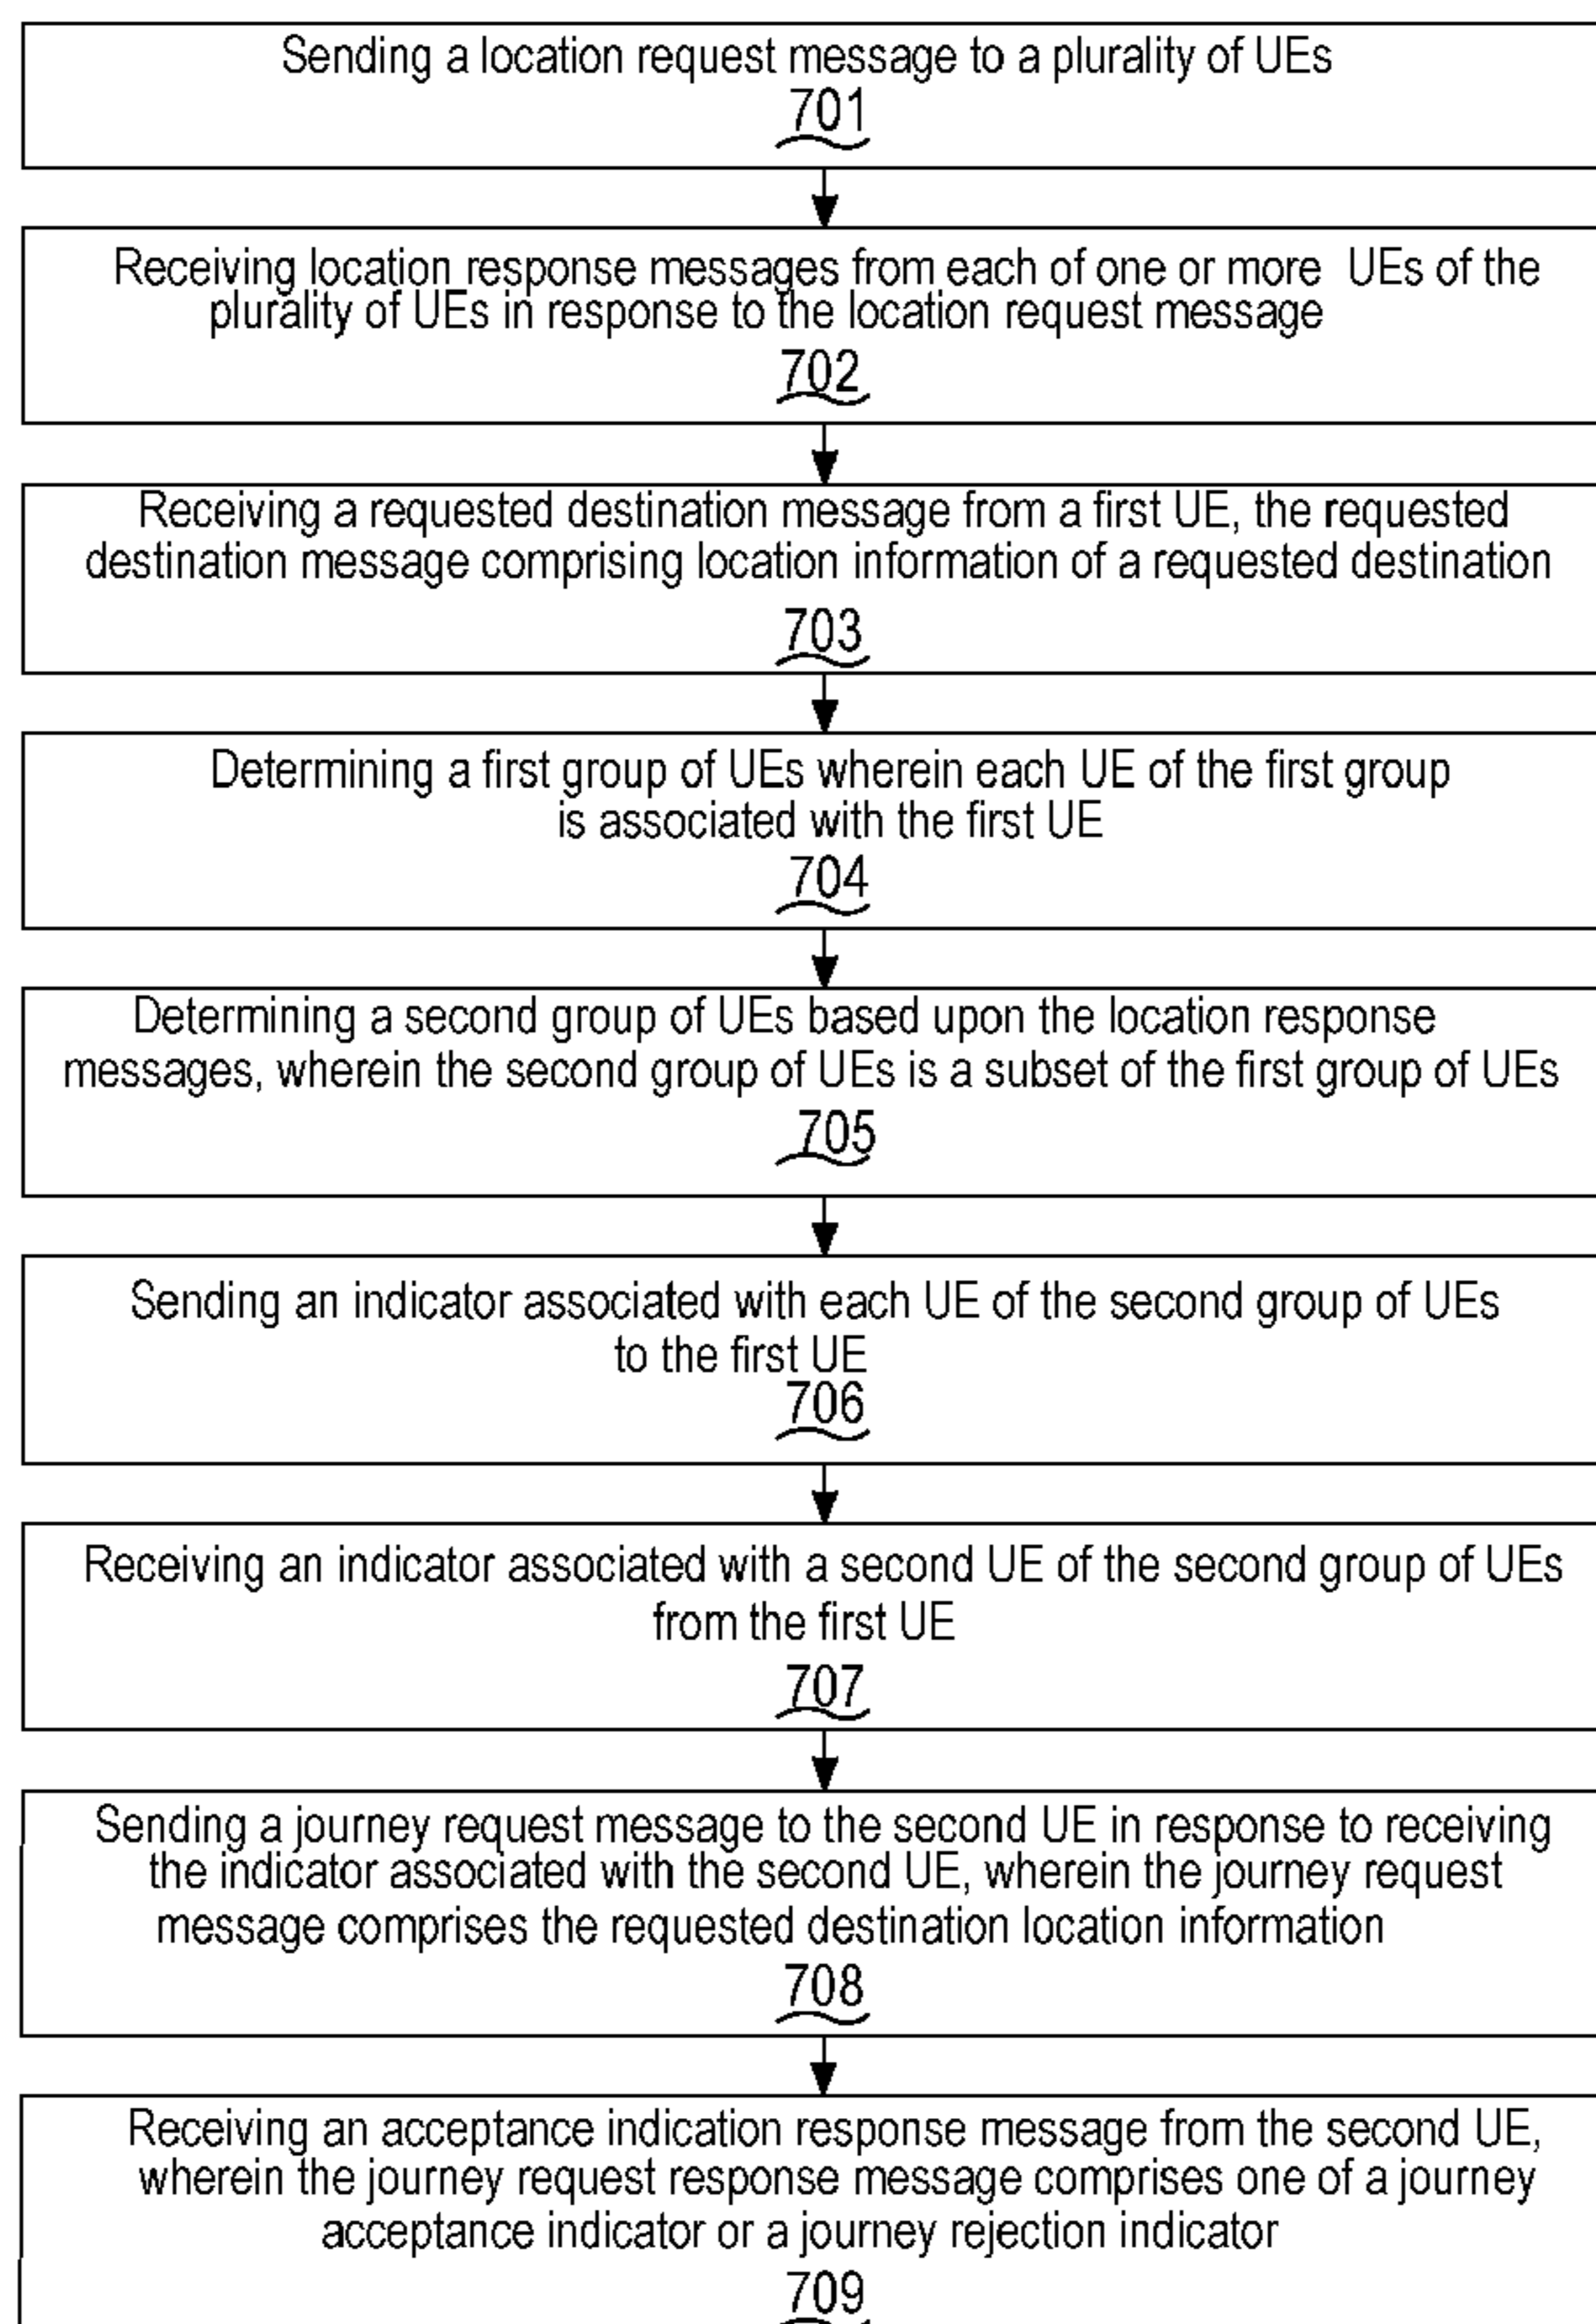 Sending a location request message to a plurality of UEs
701
Receiving location response messages from each of one or more UEs of the
plurality of UEs in response to the location request message
702
Receiving a requested destination message from a first UE, the requested
destination message comprising location information of a requested destination
703
Determining a first group of UEs wherein each UE of the first group
is associated with the first UE
704
Determining a second group of UEs based upon the location response
messages, wherein the second group of UEs is a subset of the first group of UEs
705
Sending an indicator associated with each UE of the second group of UEs
to the first UE
706
Receiving an indicator associated with a second UE of the second group of UEs
from the first UE
707
Sending a journey request message to the second UE in response to receiving
the indicator associated with the second UE, wherein the journey request
message comprises the requested destination location information
708
Receiving an acceptance indication response message from the second UE,
wherein the journey request response message comprises one of a journey
acceptance indicator or a journey rejection indicator
709